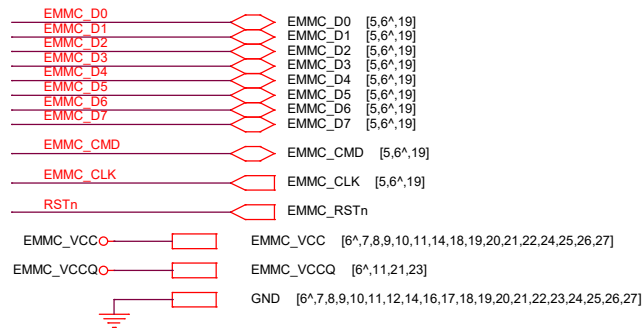 EMMC_D0 EMMC_D0 [5,6^,19]
EMMC_D1 EMMC_D1 [5,6^,19]
EMMC_D2 EMMC_D2 [5,6^,19]
EMMC_D3 EMMC_D3 [5,6^,19]
EMMC_D4 EMMC_D4 [5,6^,19]
EMMC_D5 EMMC_D5 [5,6^,19]
EMMC_D6 EMMC_D6 [5,6^,19]
EMMC_D7 EMMC_D7 [5,6^,19]
EMMC_CMD EMMC_CMD [5,6^,19]
EMMC_CLK EMMC_CLK [5,6^,19]
RSTn EMMC_RSTn
EMMC_VCC EMMC_VCC [6^,7,8,9,10,11,14,18,19,20,21,22,24,25,26,27]
EMMC_VCCQ EMMC_VCCQ [6^,11,21,23]
GND [6^,7,8,9,10,11,12,14,16,17,18,19,20,21,22,23,24,25,26,27]